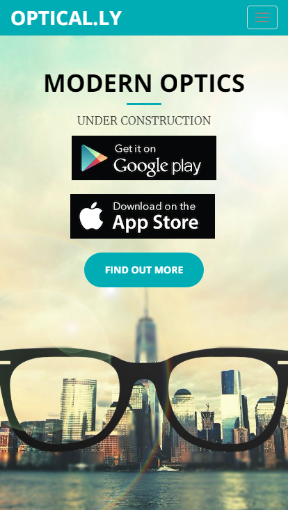 OPTICAL.LY
MODERN OPTICS
UNDER CONSTRUCTION
Get it on
Google play
Download on the
App Store
FIND OUT MORE